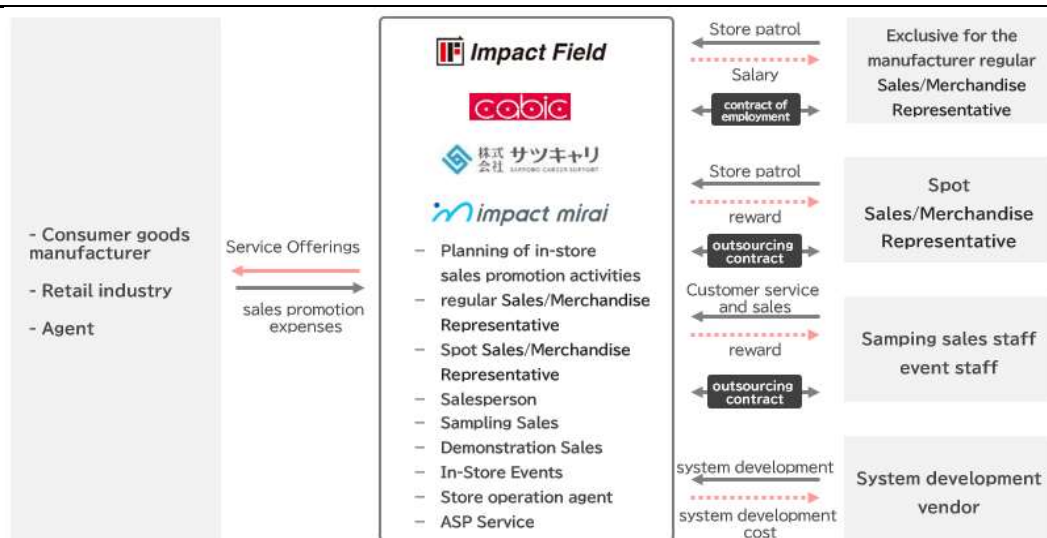 - Consumer goods
manufacturer
- Retail industry
- Agent
Service Offerings
sales promotion
expenses
IF Impact Field
cabic
株式
会社 サツキャリ
SAPPORO CAREER SUPPORT
impact mirai
– Planning of in-store
sales promotion activities
– regular Sales/Merchandise
Representative
– Spot Sales/Merchandise
Representative
– Salesperson
– Sampling Sales
– Demonstration Sales
– In-Store Events
– Store operation agent
– ASP Service
Store patrol
Salary
contract of
employment
Exclusive for the
manufacturer regular
Sales/Merchandise
Representative
Store patrol
reward
outsourcing
contract
Spot
Sales/Merchandise
Representative
Customer service
and sales
reward
outsourcing
contract
Samping sales staff
event staff
system development
system development
cost
System development
vendor